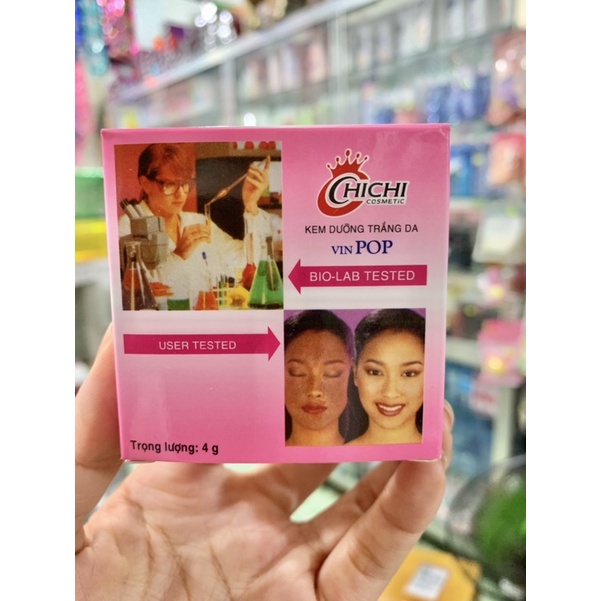 CHICHI
COSMETIC
KEM DƯỠNG TRẮNG DA
VIN POP
BIO-LAB TESTED
USER TESTED
Trọng lượng: 4 g